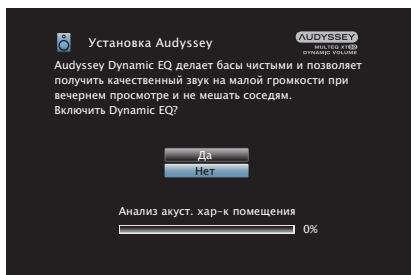 Установка Audyssey
AUDYSSEY
MULTEQ XT32
DYNAMIC VOLUME
Audyssey Dynamic EQ делает басы чистыми и позволяет
получить качественный звук на малой громкости при
вечернем просмотре и не мешать соседям.
Включить Dynamic EQ?
Да
Нет
Анализ акуст. хар-к помещения
0%